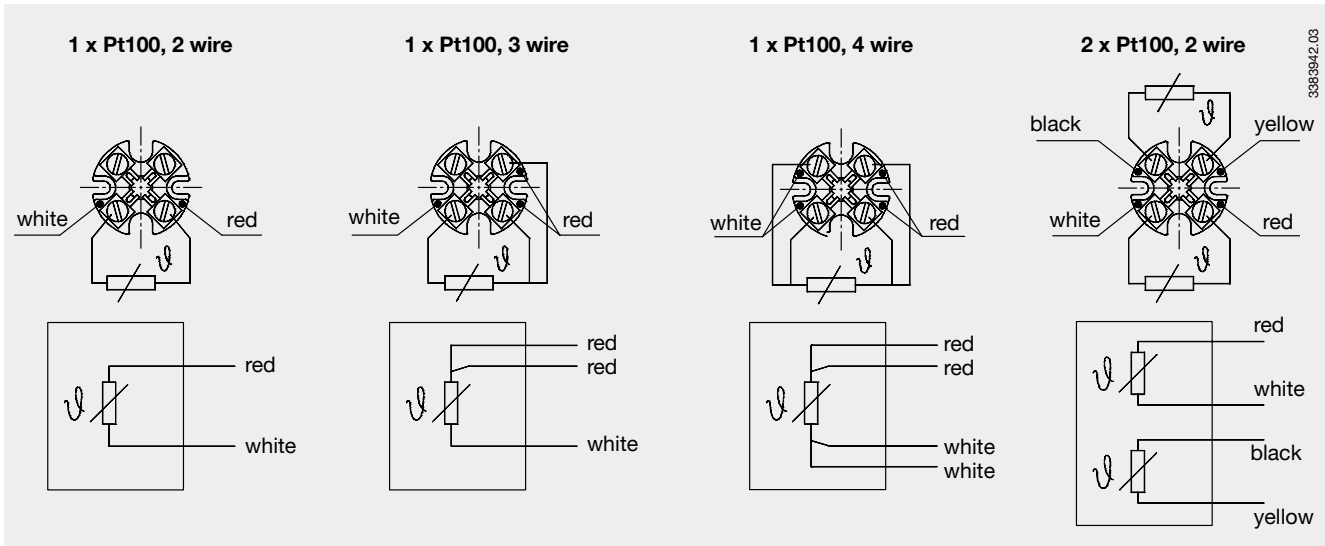 1 x Pt100, 2 wire
white
red
red
white
1 x Pt100, 3 wire
white
red
red
red
white
1 x Pt100, 4 wire
white
red
red
red
white
white
2 x Pt100, 2 wire
black
yellow
white
red
red
white
black
yellow
ϑ
ϑ
ϑ
ϑ
ϑ
ϑ
ϑ
ϑ
ϑ
ϑ
3383942.03